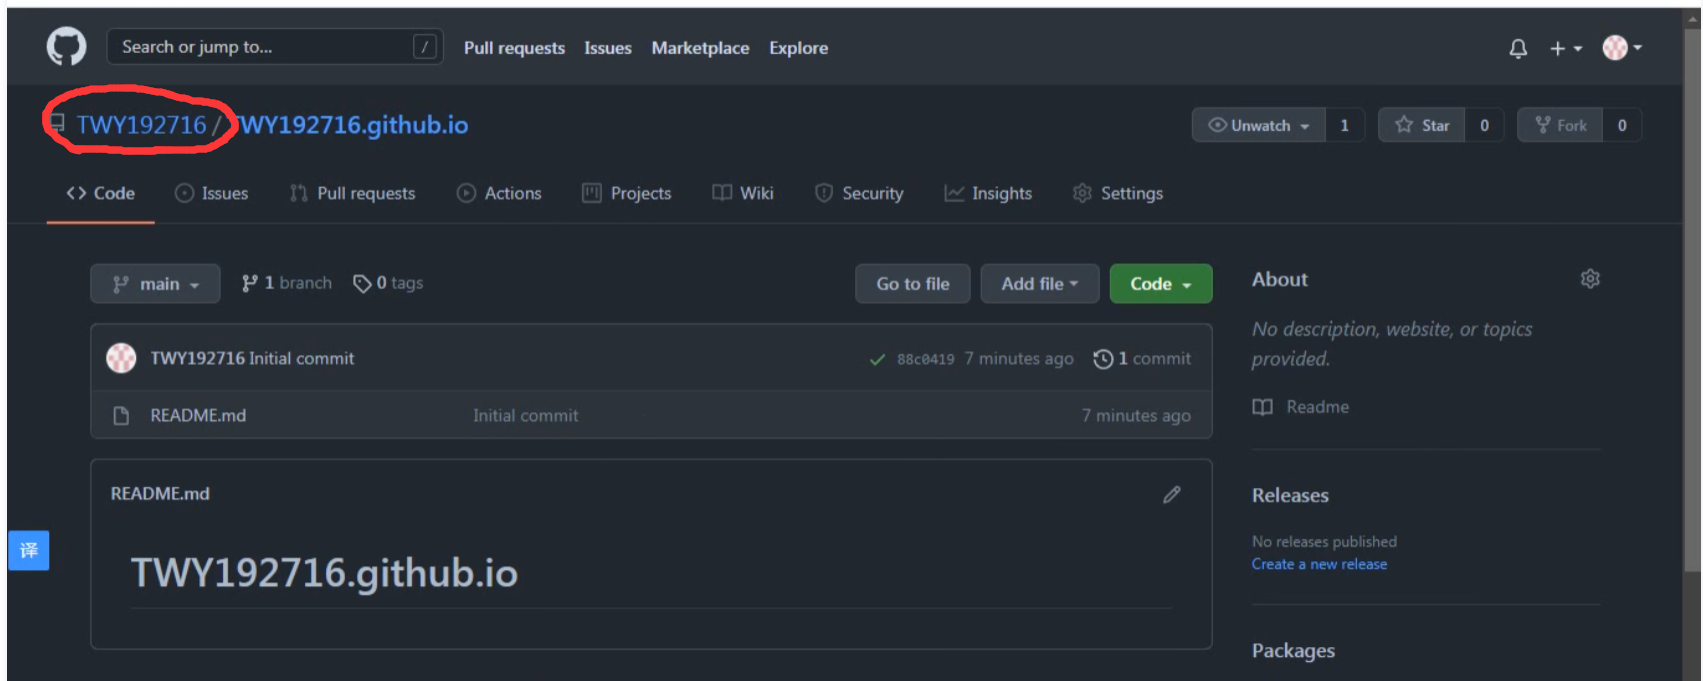 Search or jump to... /
Pull requests Issues Marketplace Explore
TWY192716 / TWY192716.github.io
Unwatch 1 Star 0 Fork 0
Code Issues Pull requests Actions Projects Wiki Security Insights Settings
main 1 branch 0 tags
Go to file Add file Code
TWY192716 Initial commit 88c0419 7 minutes ago 1 commit
README.md Initial commit 7 minutes ago
README.md
TWY192716.github.io
About
No description, website, or topics
provided.
Readme
Releases
No releases published
Create a new release
Packages
译